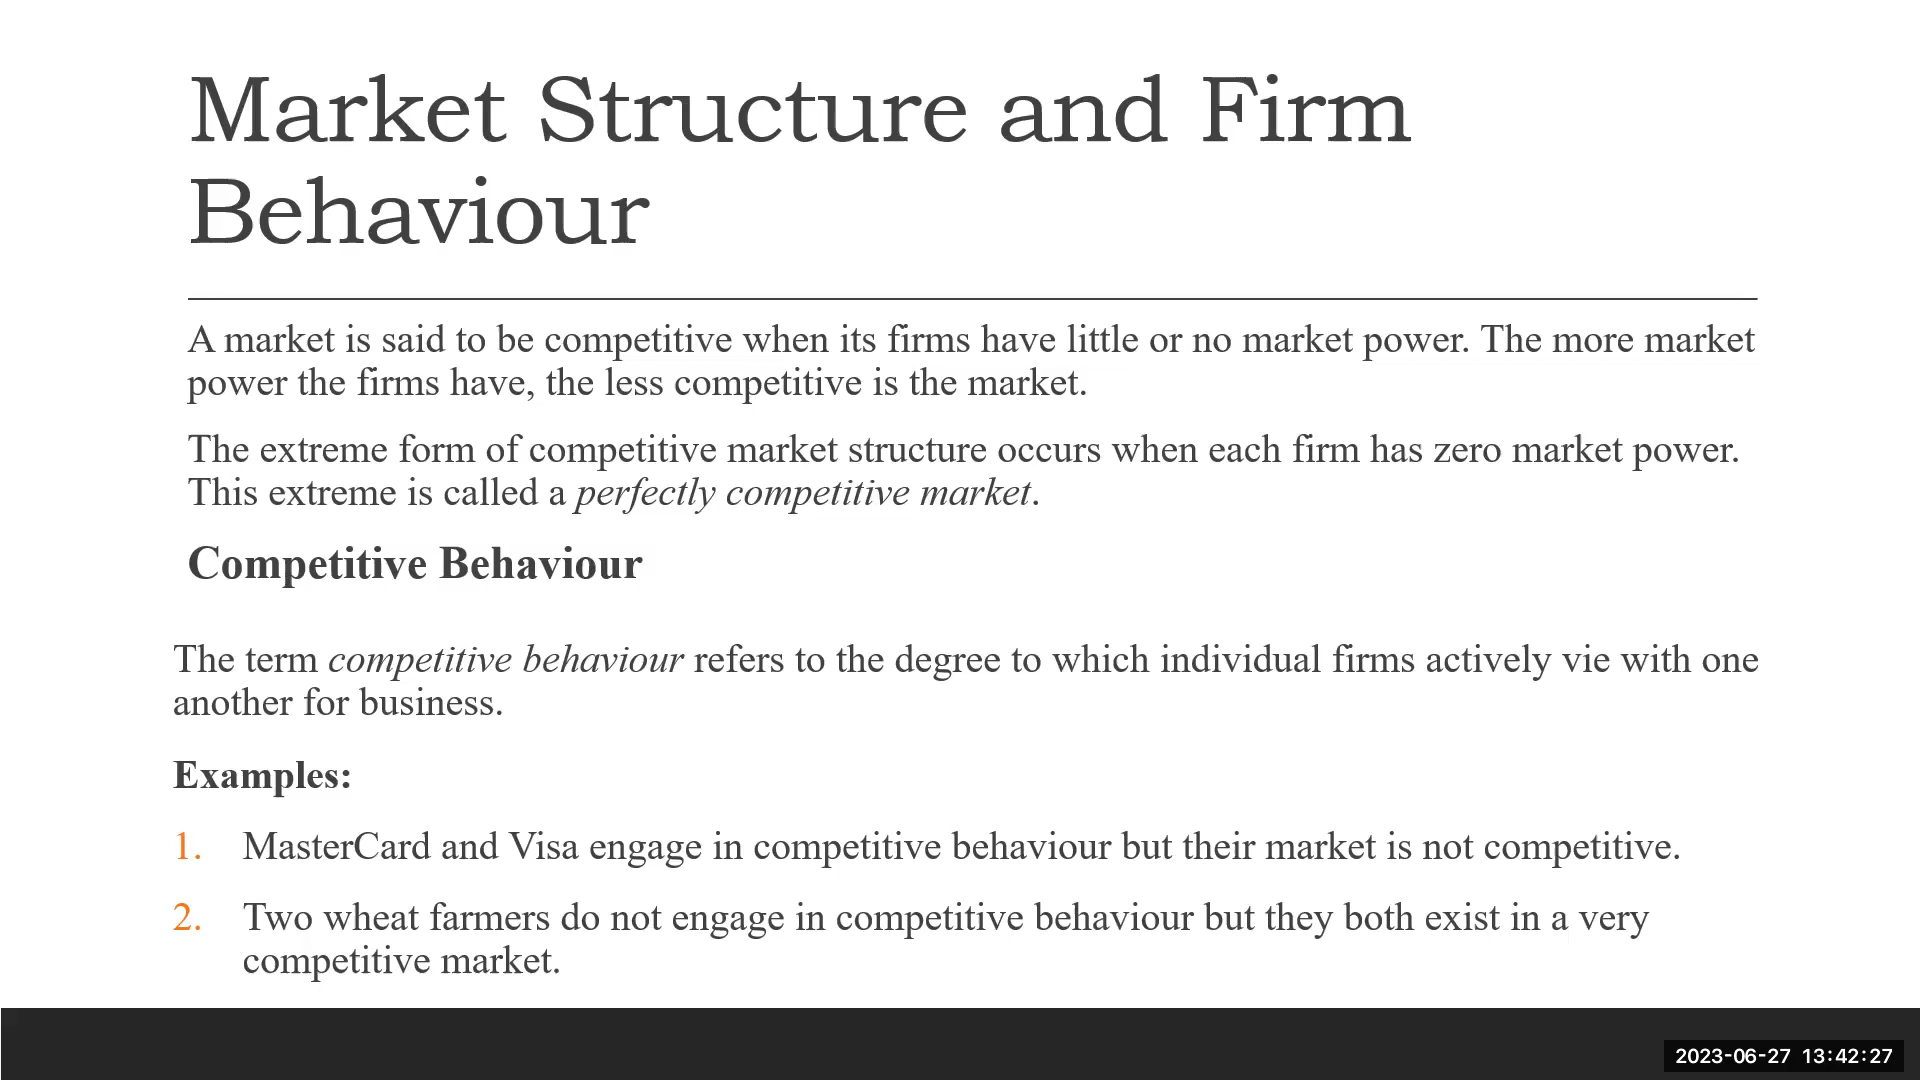 Market Structure and Firm
Behaviour
A market is said to be competitive when its firms have little or no market power. The more market
power the firms have, the less competitive is the market.
The extreme form of competitive market structure occurs when each firm has zero market power.
This extreme is called a perfectly competitive market.
Competitive Behaviour
The term competitive behaviour refers to the degree to which individual firms actively vie with one
another for business.
Examples:
1. MasterCard and Visa engage in competitive behaviour but their market is not competitive.
2. Two wheat farmers do not engage in competitive behaviour but they both exist in a very
competitive market.
2023-06-27 13:42:27